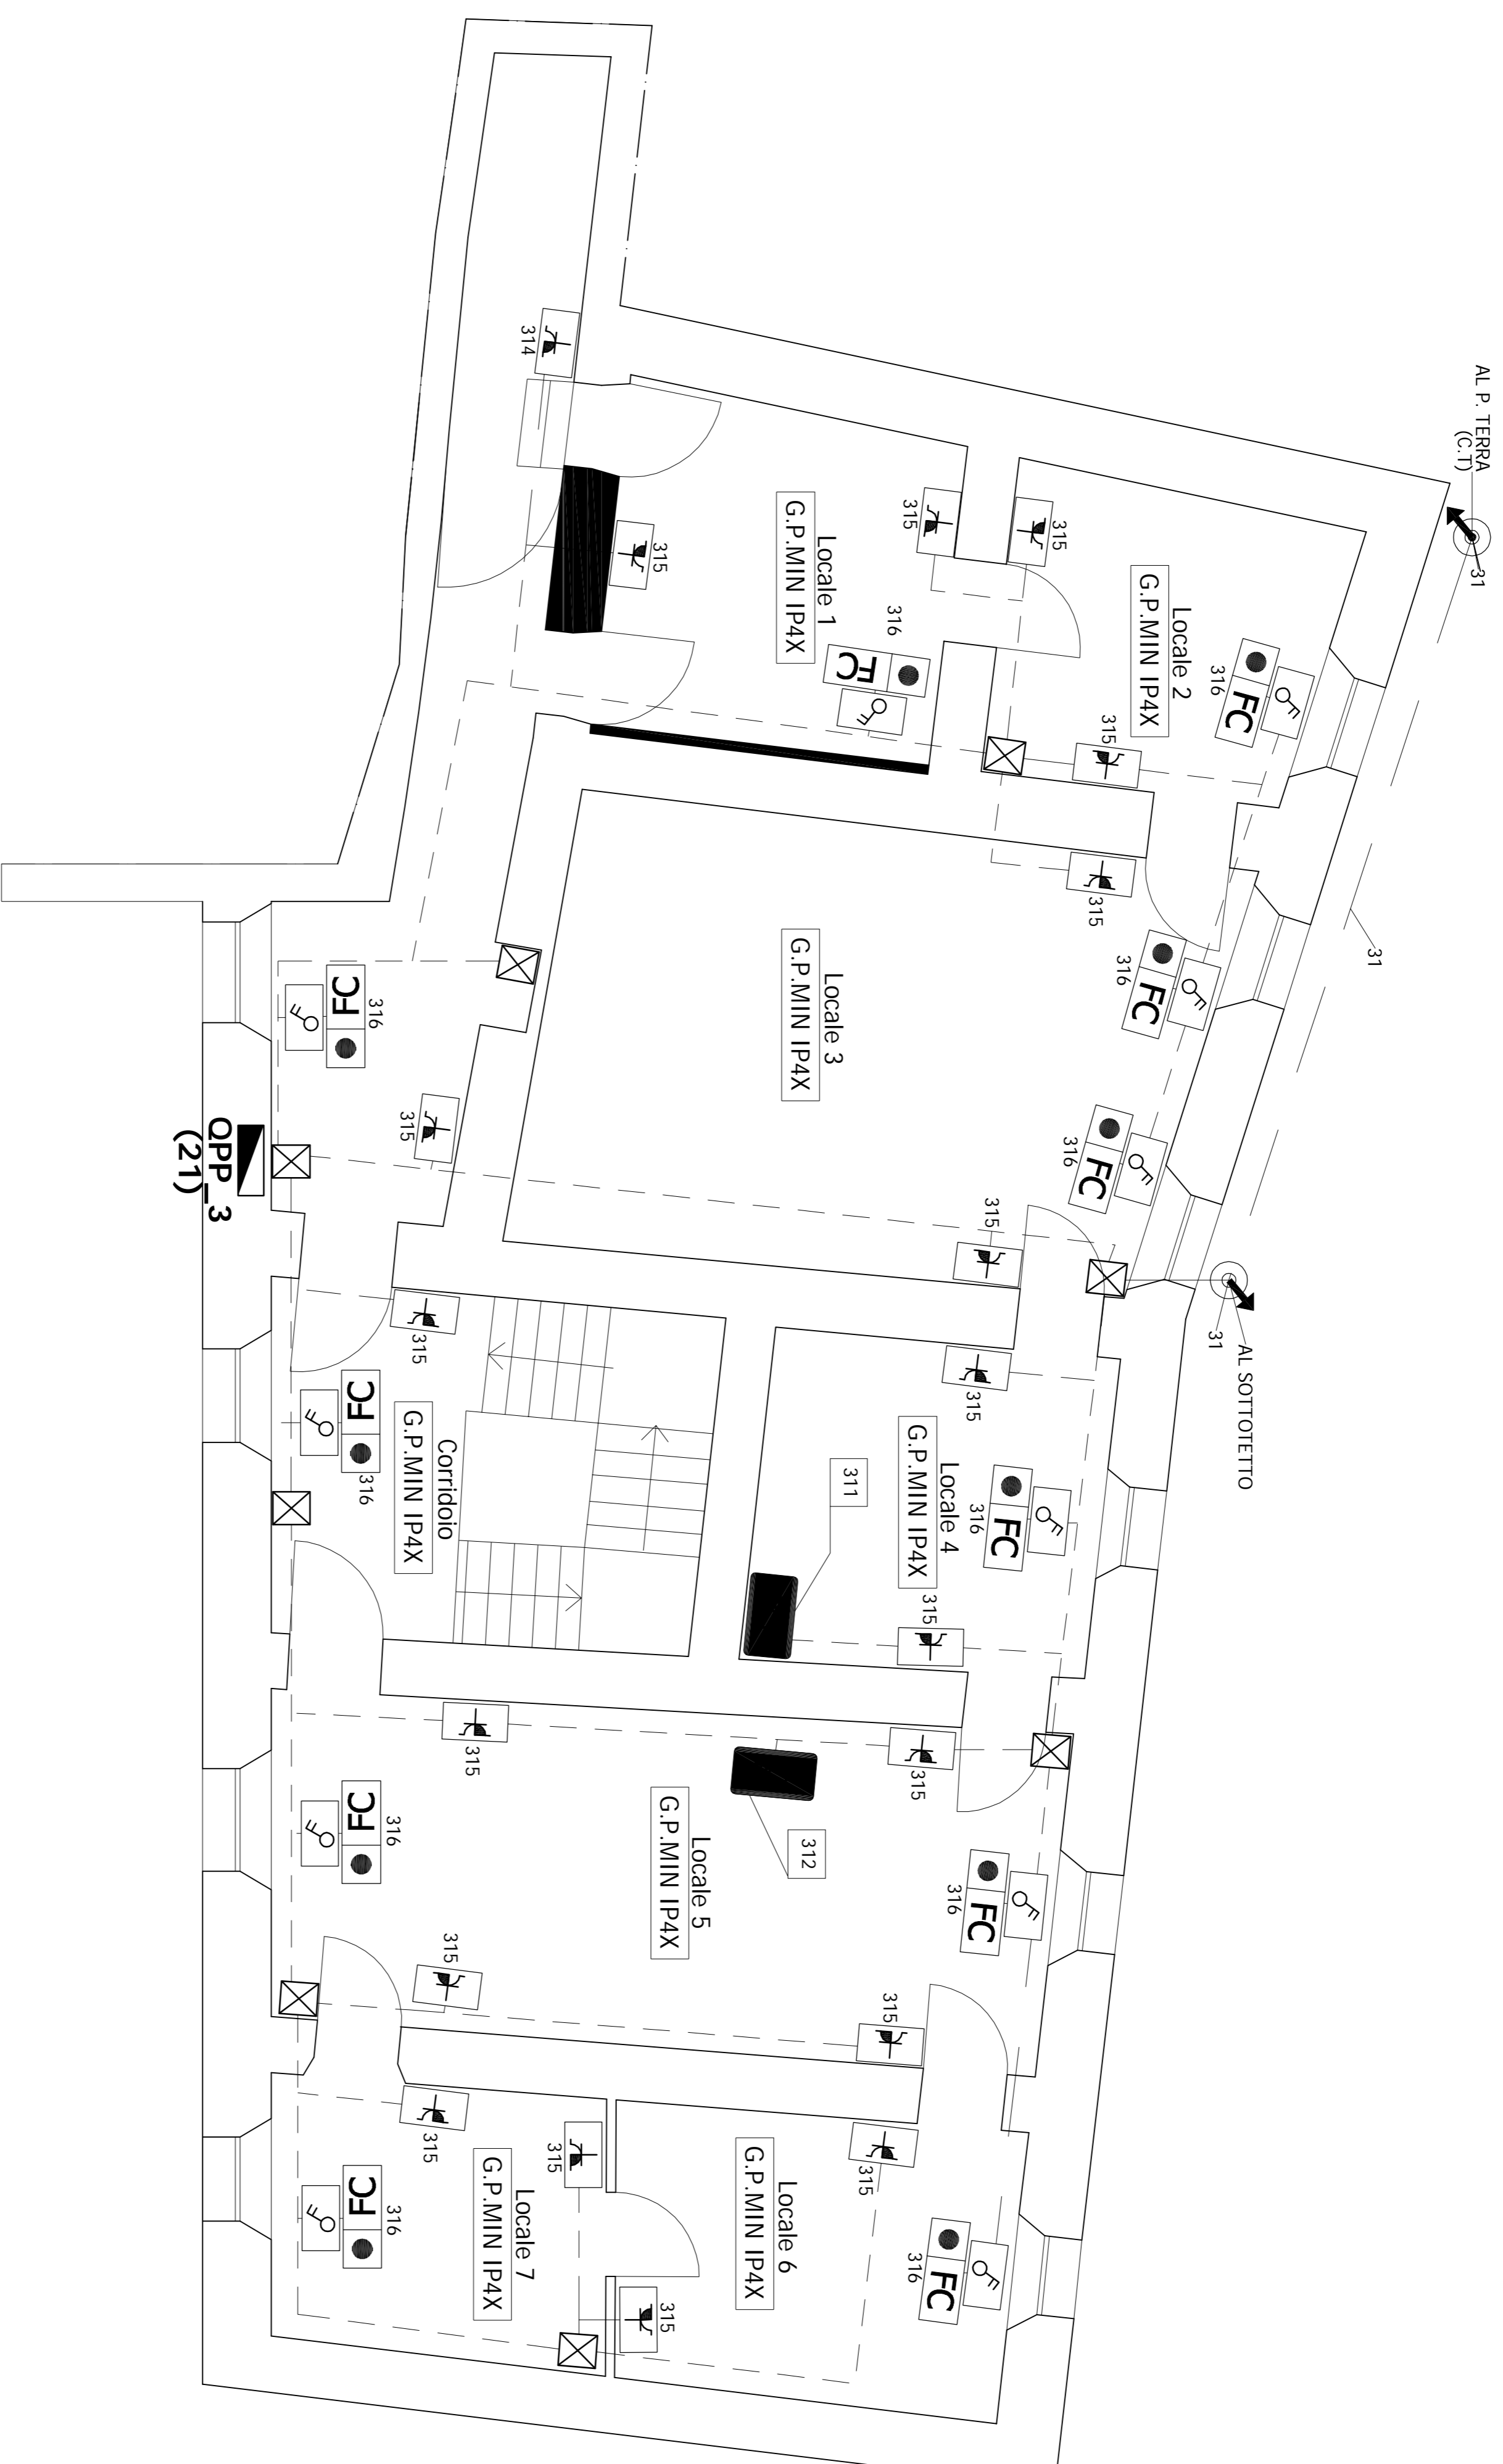 AL P. TERRA
(C.T)
31
31
AL SOTTOTETTO
31
316
FC
Locale 2
G.P.MIN IP4X
315
315
315
316
FC
Locale 1
G.P.MIN IP4X
315
314
316
FC
316
FC
315
315
Locale 3
G.P.MIN IP4X
315
316
FC
QPP_3
(21)
315
316
FC
Locale 4
G.P.MIN IP4X
315
311
315
Corridoio
G.P.MIN IP4X
316
FC
316
FC
315
315
312
Locale 5
G.P.MIN IP4X
315
315
316
FC
316
FC
315
Locale 6
G.P.MIN IP4X
315
315
Locale 7
G.P.MIN IP4X
315
316
FC